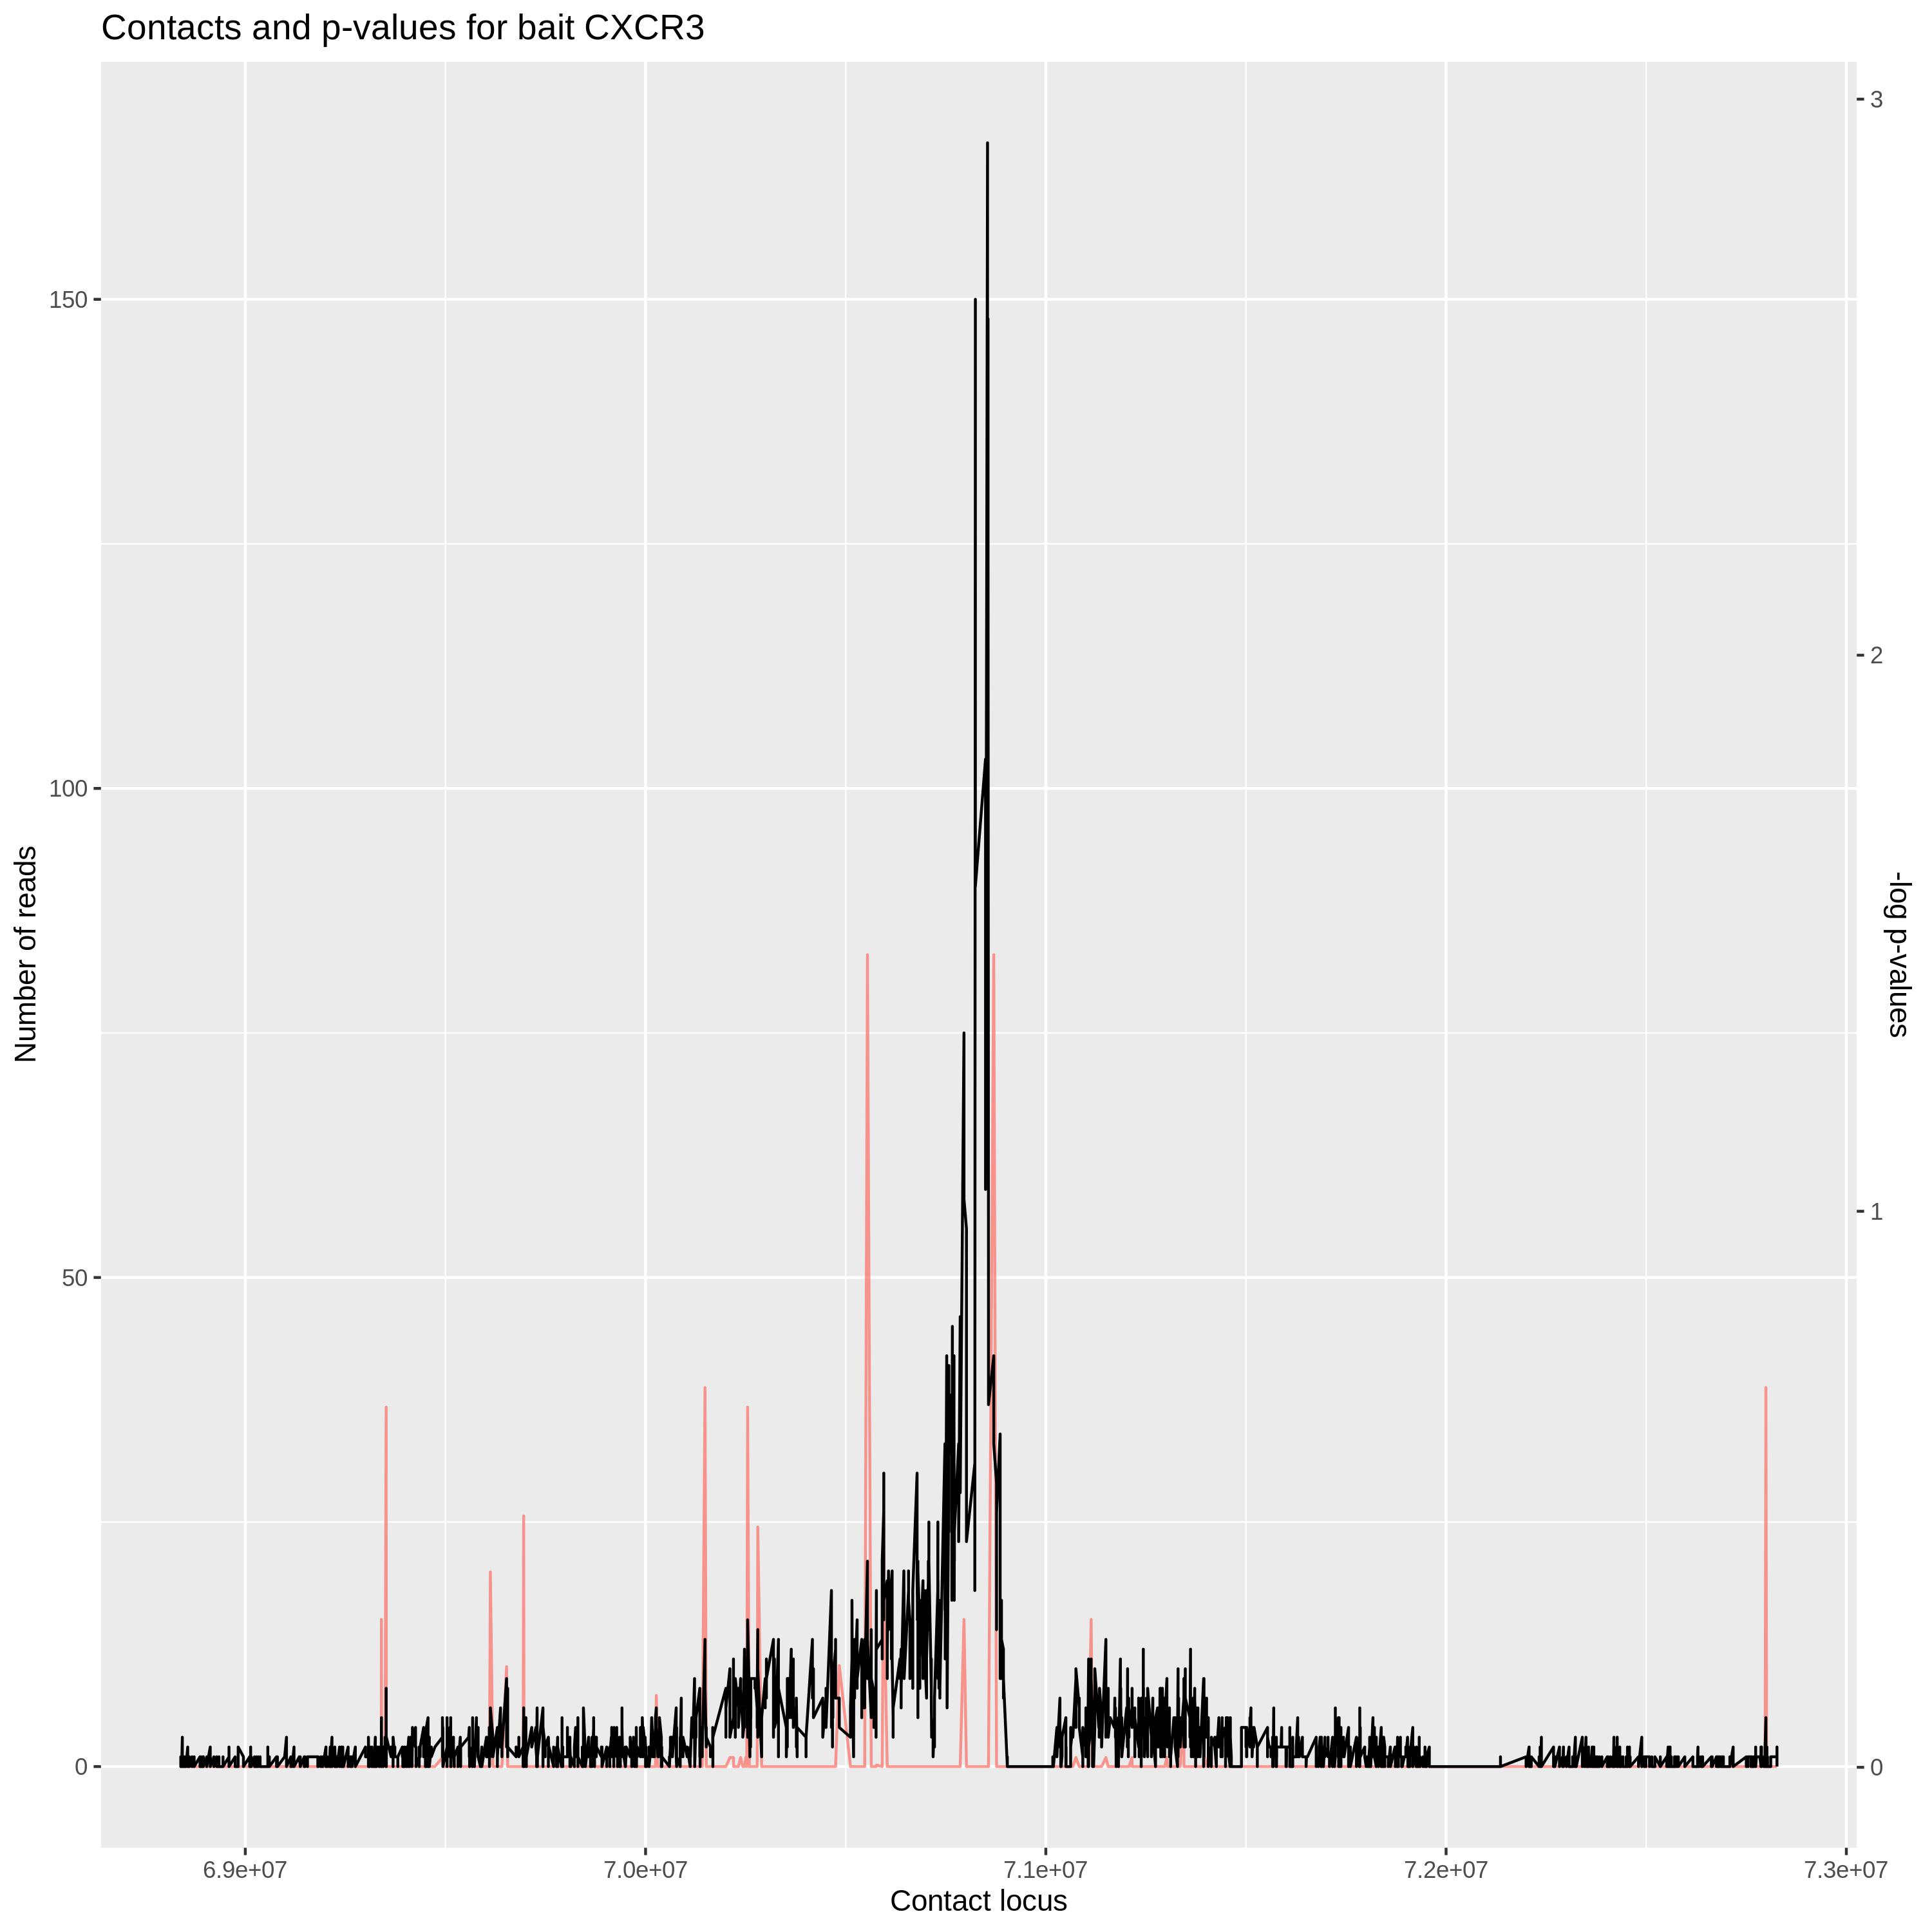 Contacts and p-values for bait CXCR3
Number of reads
150
100
50
0
3
2
1
0
-log p-values
6.9e+07
7.0e+07
7.1e+07
7.2e+07
7.3e+07
Contact locus